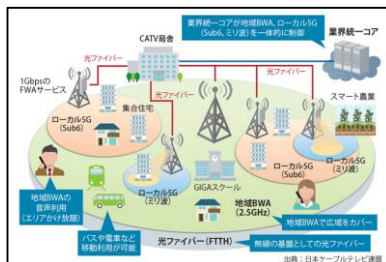 業界統一コアが地域BWA、ローカル5G
(Sub6、ミリ波)を一体的に制御
CATV局舎
業界統一コア
光ファイバー
光ファイバー
光ファイバー
1Gbpsの
FWAサービス
集合住宅
スマート農業
ローカル5G
(Sub6)
ローカル5G
(ミリ波)
ローカル5G
(Sub6)
ローカル5G
(ミリ波)
GIGAスクール
地域BWAの
音声利用
(エリアかけ放題)
地域BWA
(2.5GHz)
地域BWAで広域をカバー
バスや電車など
移動利用が可能
光ファイバー(FTTH)
無線の基盤としての光ファイバー
出典:日本ケーブルテレビ連盟